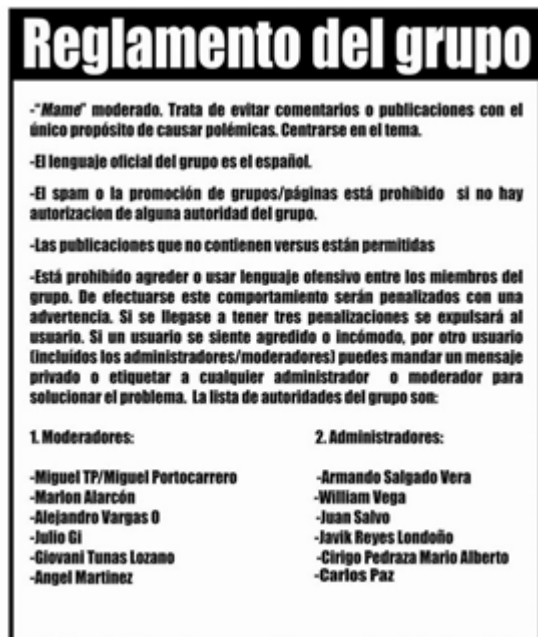 Reglamento del grupo
-"Mame" moderado. Trata de evitar comentarios o publicaciones con el
único propósito de causar polémicas. Centrarse en el tema.
-El lenguaje oficial del grupo es el español.
-El spam o la promoción de grupos/páginas está prohibido si no hay
autorizacion de alguna autoridad del grupo.
-Las publicaciones que no contienen versus están permitidas
-Está prohibido agreder o usar lenguaje ofensivo entre los miembros del
grupo. De efectuarse este comportamiento serán penalizados con una
advertencia. Si se llegase a tener tres penalizaciones se expulsará al
usuario. Si un usuario se siente agredido o incómodo, por otro usuario
(incluidos los administradores/moderadores) puedes mandar un mensaje
privado o etiquetar a cualquier administrador o moderador para
solucionar el problema. La lista de autoridades del grupo son:
1. Moderadores:
-Miguel TP/Miguel Portocarrero
-Marlon Alarcón
-Alejandro Vargas O
-Julio Gi
-Giovani Tunas Lozano
-Angel Martinez
2. Administradores:
-Armando Salgado Vera
-William Vega
-Juan Salvo
-Javik Reyes Londoño
-Cirigo Pedraza Mario Alberto
-Carlos Paz